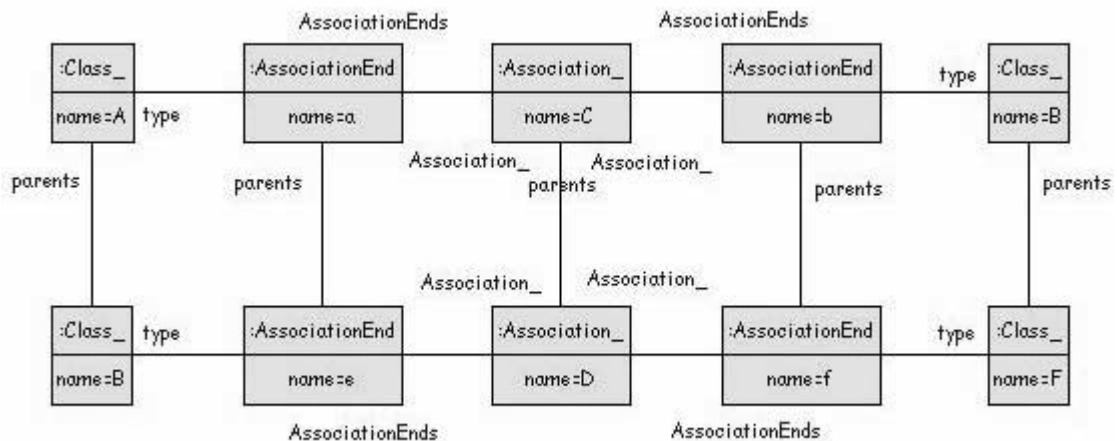 AssociationEnds AssociationEnds
:Class_ :AssociationEnd :Association_ :AssociationEnd type :Class_
name=A type name=a name=C name=b name=B
Association_ Association_
parents parents parents parents parents
Association_ Association_
:Class_ type :AssociationEnd :Association_ :AssociationEnd type :Class_
name=B name=e name=D name=f name=F
AssociationEnds AssociationEnds